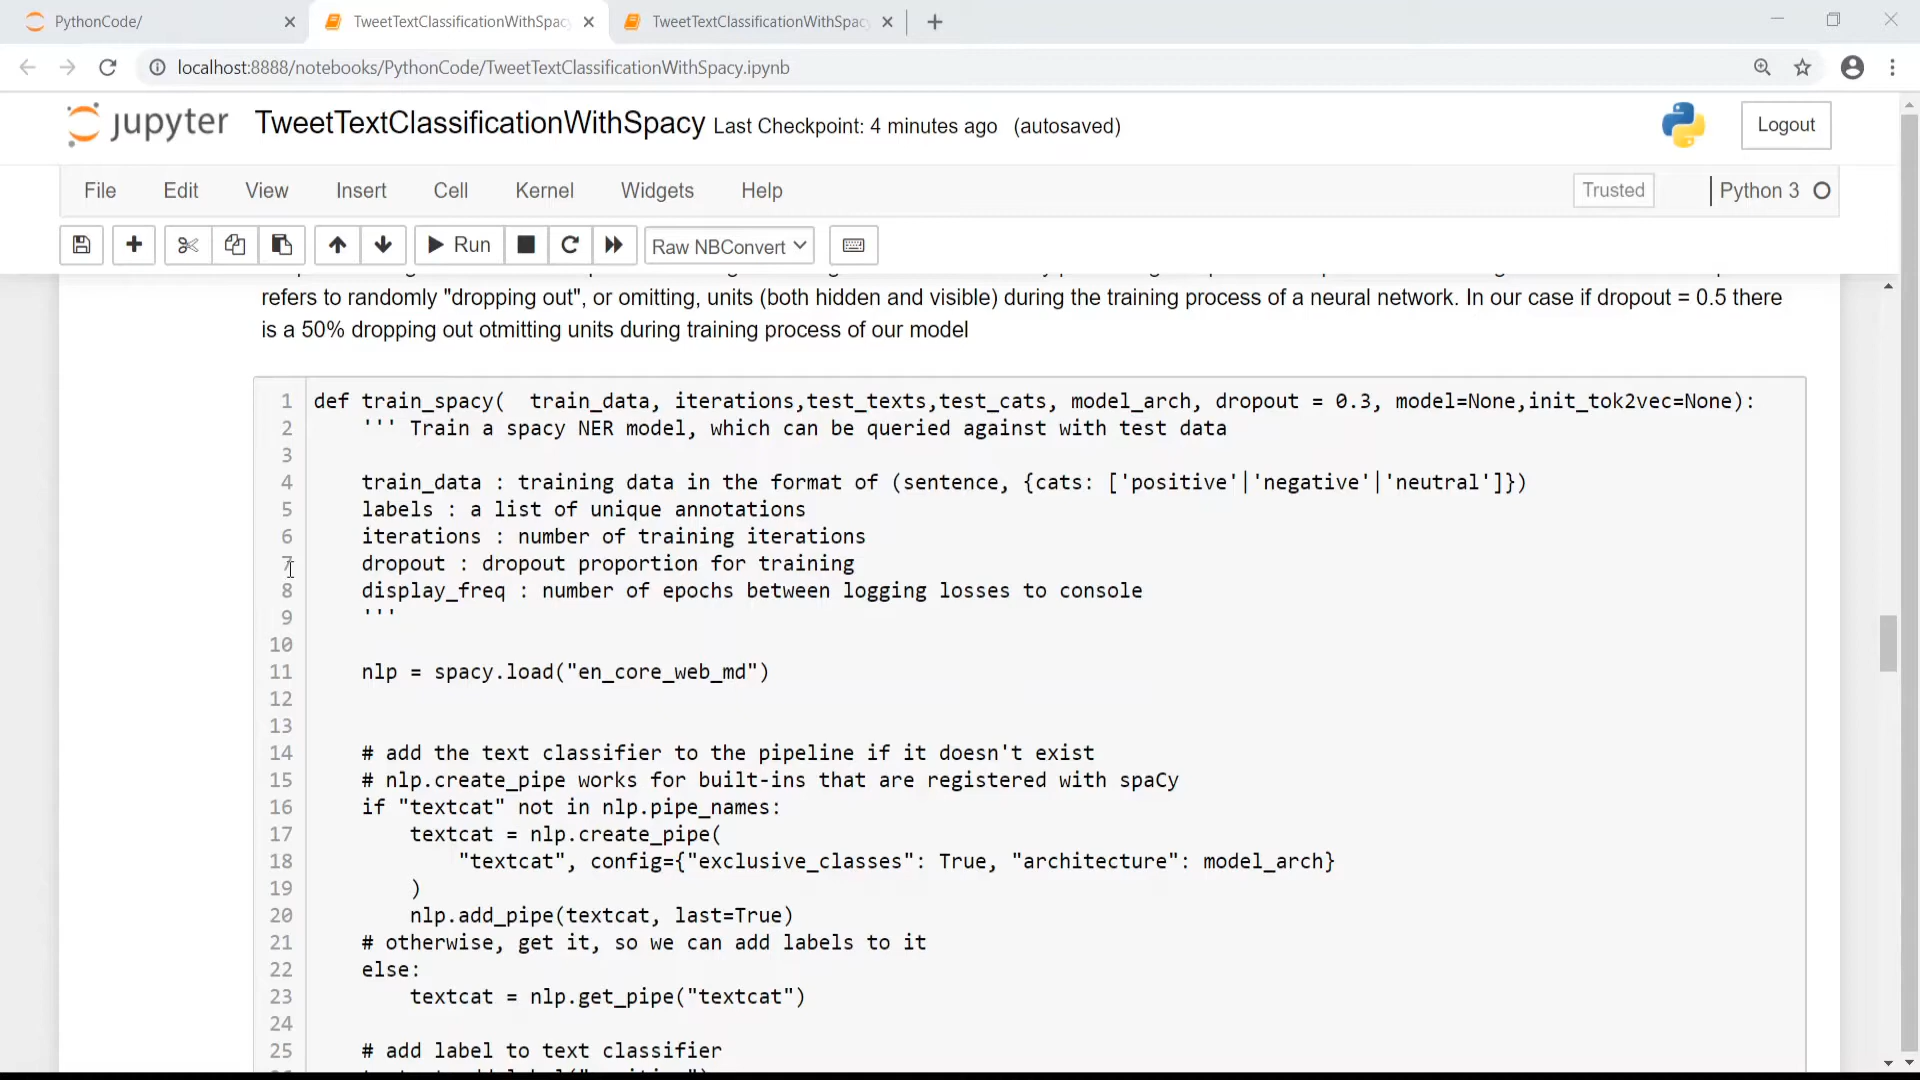 PythonCode/
TweetTextClassificationWithSpac
TweetTextClassificationWithSpac
localhost:8888/notebooks/PythonCode/TweetTextClassificationWithSpacy.ipynb
jupyter
TweetTextClassificationWithSpacy Last Checkpoint: 4 minutes ago (autosaved)
Logout
File Edit View Insert Cell Kernel Widgets Help
Trusted
Python 3
Run
Raw NBConvert
refers to randomly "dropping out", or omitting, units (both hidden and visible) during the training process of a neural network. In our case if dropout = 0.5 there
is a 50% dropping out otmitting units during training process of our model
1 def train_spacy(  train_data, iterations,test_texts,test_cats, model_arch, dropout = 0.3, model=None,init_tok2vec=None):
2     ''' Train a spacy NER model, which can be queried against with test data
3
4     train_data : training data in the format of (sentence, {cats: ['positive'|'negative'|'neutral']})
5     labels : a list of unique annotations
6     iterations : number of training iterations
7     dropout : dropout proportion for training
8     display_freq : number of epochs between logging losses to console
9     '''
10
11     nlp = spacy.load("en_core_web_md")
12
13
14     # add the text classifier to the pipeline if it doesn't exist
15     # nlp.create_pipe works for built-ins that are registered with spaCy
16     if "textcat" not in nlp.pipe_names:
17         textcat = nlp.create_pipe(
18             "textcat", config={"exclusive_classes": True, "architecture": model_arch}
19         )
20         nlp.add_pipe(textcat, last=True)
21     # otherwise, get it, so we can add labels to it
22     else:
23         textcat = nlp.get_pipe("textcat")
24
25     # add label to text classifier